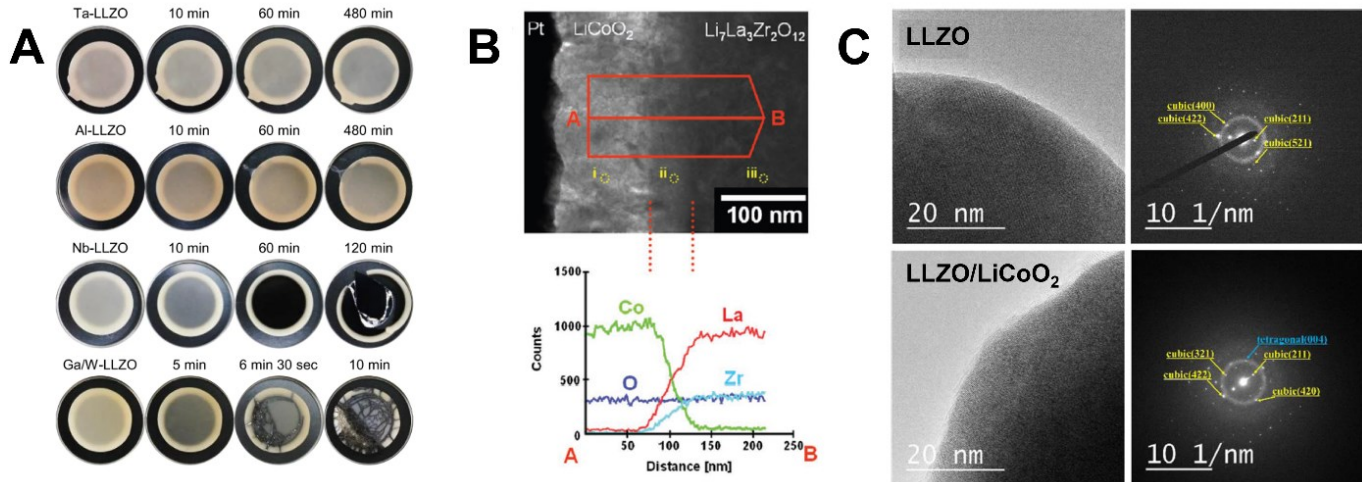 A
Ta-LLZO 10 min 60 min 480 min
Al-LLZO 10 min 60 min 480 min
Nb-LLZO 10 min 60 min 120 min
Ga/W-LLZO 5 min 6 min 30 sec 10 min
B
Pt LiCoO₂ Li₇La₃Zr₂O₁₂
A B
i ii iii
100 nm
1500
Co La
1000
Counts
500
O Zr
0
0 50 100 150 200 250
A Distance [nm] B
C
LLZO
cubic(400)
cubic(422) cubic(211)
cubic(521)
20 nm 10 1/nm
LLZO/LiCoO₂
tetragonal(004)
cubic(321) cubic(211)
cubic(422)
cubic(420)
20 nm 10 1/nm